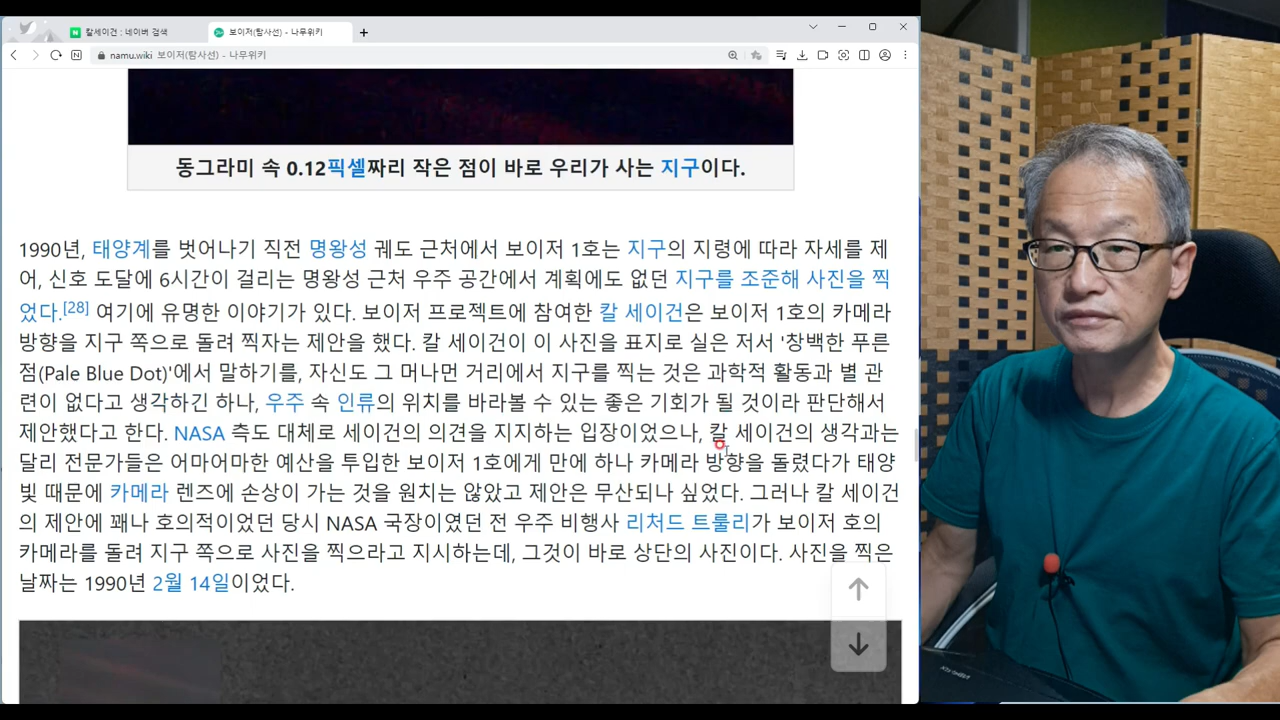 칼세이건 : 네이버 검색
보이저(탐사선) - 나무위키
namu.wiki 보이저(탐사선) - 나무위키
동그라미 속 0.12픽셀짜리 작은 점이 바로 우리가 사는 지구이다.
1990년, 태양계를 벗어나기 직전 명왕성 궤도 근처에서 보이저 1호는 지구의 지령에 따라 자세를 제
어, 신호 도달에 6시간이 걸리는 명왕성 근처 우주 공간에서 계획에도 없던 지구를 조준해 사진을 찍
었다.[28] 여기에 유명한 이야기가 있다. 보이저 프로젝트에 참여한 칼 세이건은 보이저 1호의 카메라
방향을 지구 쪽으로 돌려 찍자는 제안을 했다. 칼 세이건이 이 사진을 표지로 실은 저서 '창백한 푸른
점(Pale Blue Dot)'에서 말하기를, 자신도 그 머나먼 거리에서 지구를 찍는 것은 과학적 활동과 별 관
련이 없다고 생각하긴 하나, 우주 속 인류의 위치를 바라볼 수 있는 좋은 기회가 될 것이라 판단해서
제안했다고 한다. NASA 측도 대체로 세이건의 의견을 지지하는 입장이었으나, 칼 세이건의 생각과는
달리 전문가들은 어마어마한 예산을 투입한 보이저 1호에게 만에 하나 카메라 방향을 돌렸다가 태양
빛 때문에 카메라 렌즈에 손상이 가는 것을 원치는 않았고 제안은 무산되나 싶었다. 그러나 칼 세이건
의 제안에 꽤나 호의적이었던 당시 NASA 국장이였던 전 우주 비행사 리처드 트룰리가 보이저 호의
카메라를 돌려 지구 쪽으로 사진을 찍으라고 지시하는데, 그것이 바로 상단의 사진이다. 사진을 찍은
날짜는 1990년 2월 14일이었다.